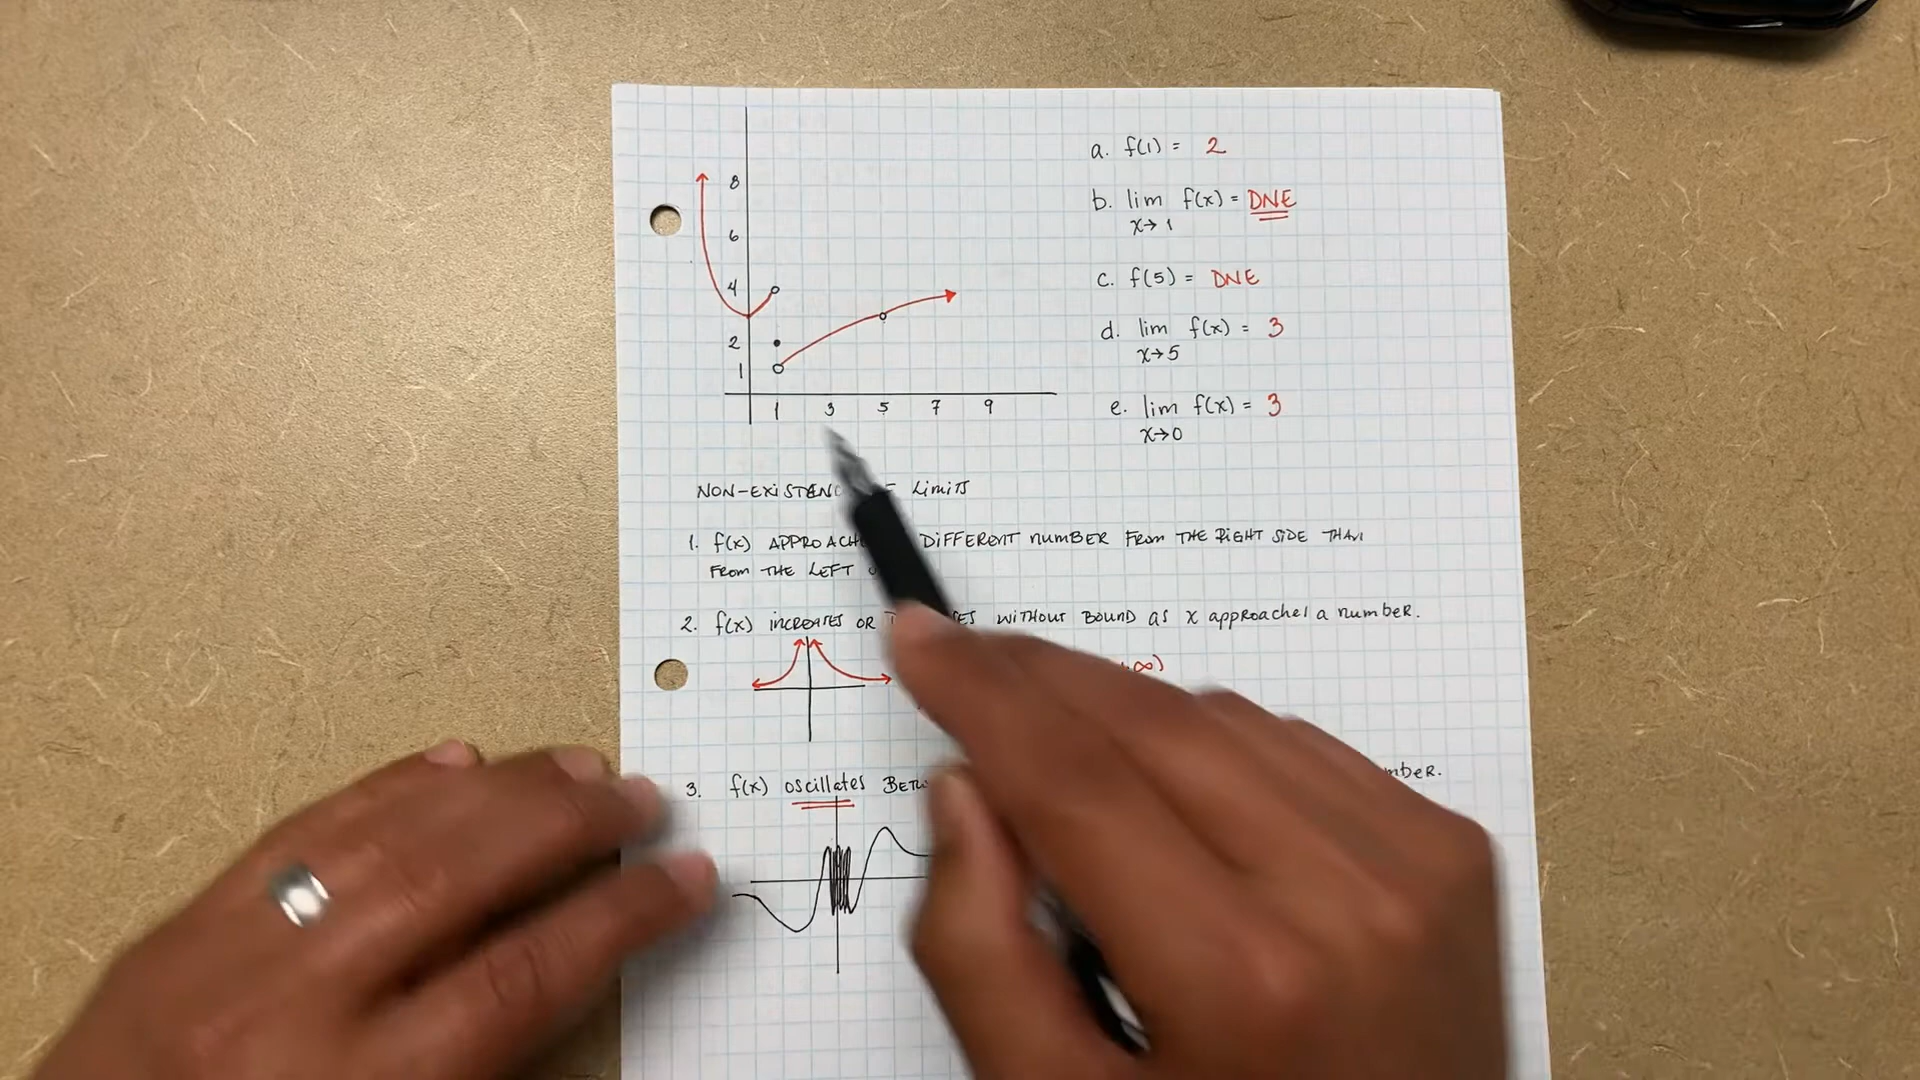 8
6
4
2
1
1 3 5 7 9
a. f(1) = 2
b. lim f(x) = DNE
x→1
c. f(5) = DNE
d. lim f(x) = 3
x→5
e. lim f(x) = 3
x→0
NON-EXISTENC LimiTS
1. f(x) APPROACH DIFFERENT number From THE RIGHT SIDE THAN
From THE LEFT
2. f(x) increases OR WITHOUT BOUND as x approaches a number.
∞)
3. f(x) oscillates BETW mber.